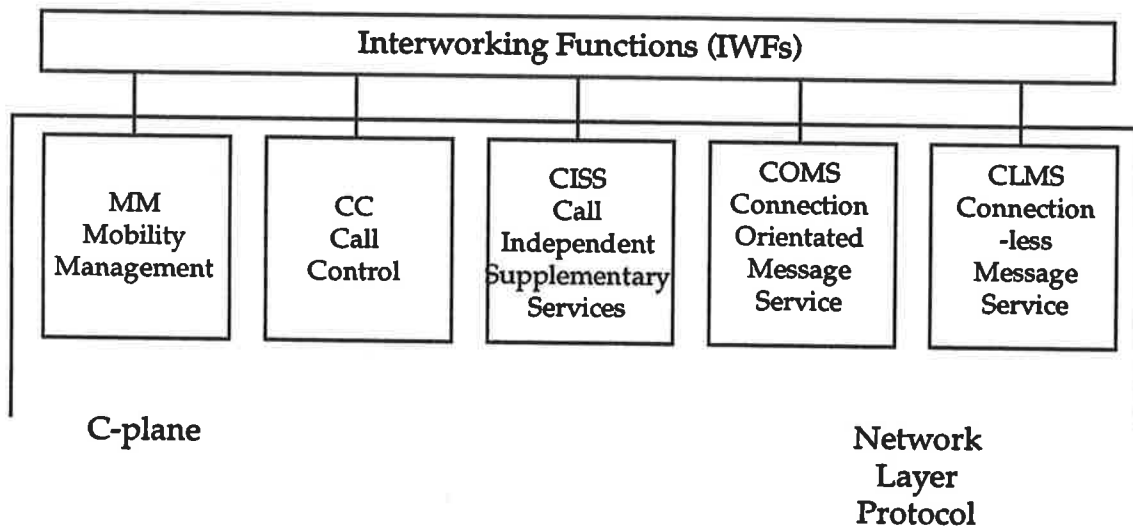 Interworking Functions (IWFs)
MM
Mobility
Management
CC
Call
Control
CISS
Call
Independent
Supplementary
Services
COMS
Connection
Orientated
Message
Service
CLMS
Connection
-less
Message
Service
C-plane
Network
Layer
Protocol